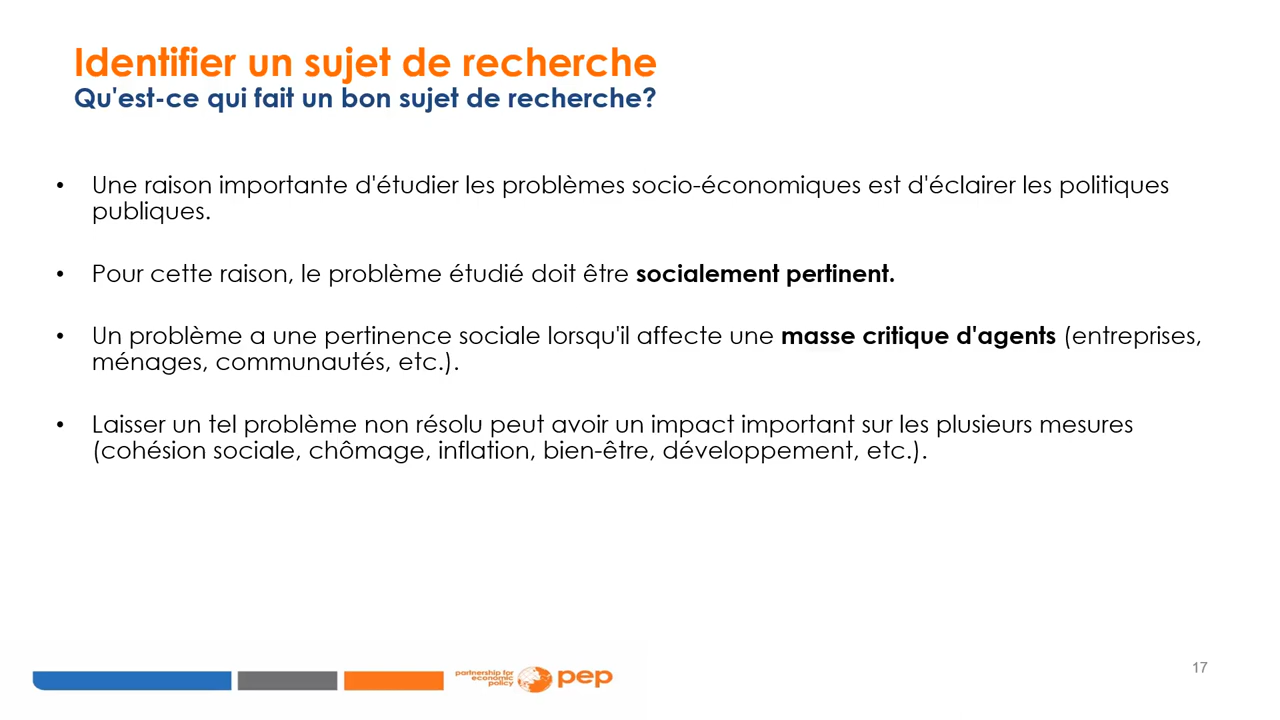 Identifier un sujet de recherche
Qu'est-ce qui fait un bon sujet de recherche?
• Une raison importante d'étudier les problèmes socio-économiques est d'éclairer les politiques
publiques.
• Pour cette raison, le problème étudié doit être socialement pertinent.
• Un problème a une pertinence sociale lorsqu'il affecte une masse critique d'agents (entreprises,
ménages, communautés, etc.).
• Laisser un tel problème non résolu peut avoir un impact important sur les plusieurs mesures
(cohésion sociale, chômage, inflation, bien-être, développement, etc.).
partnership for
economic
policy
pep
17